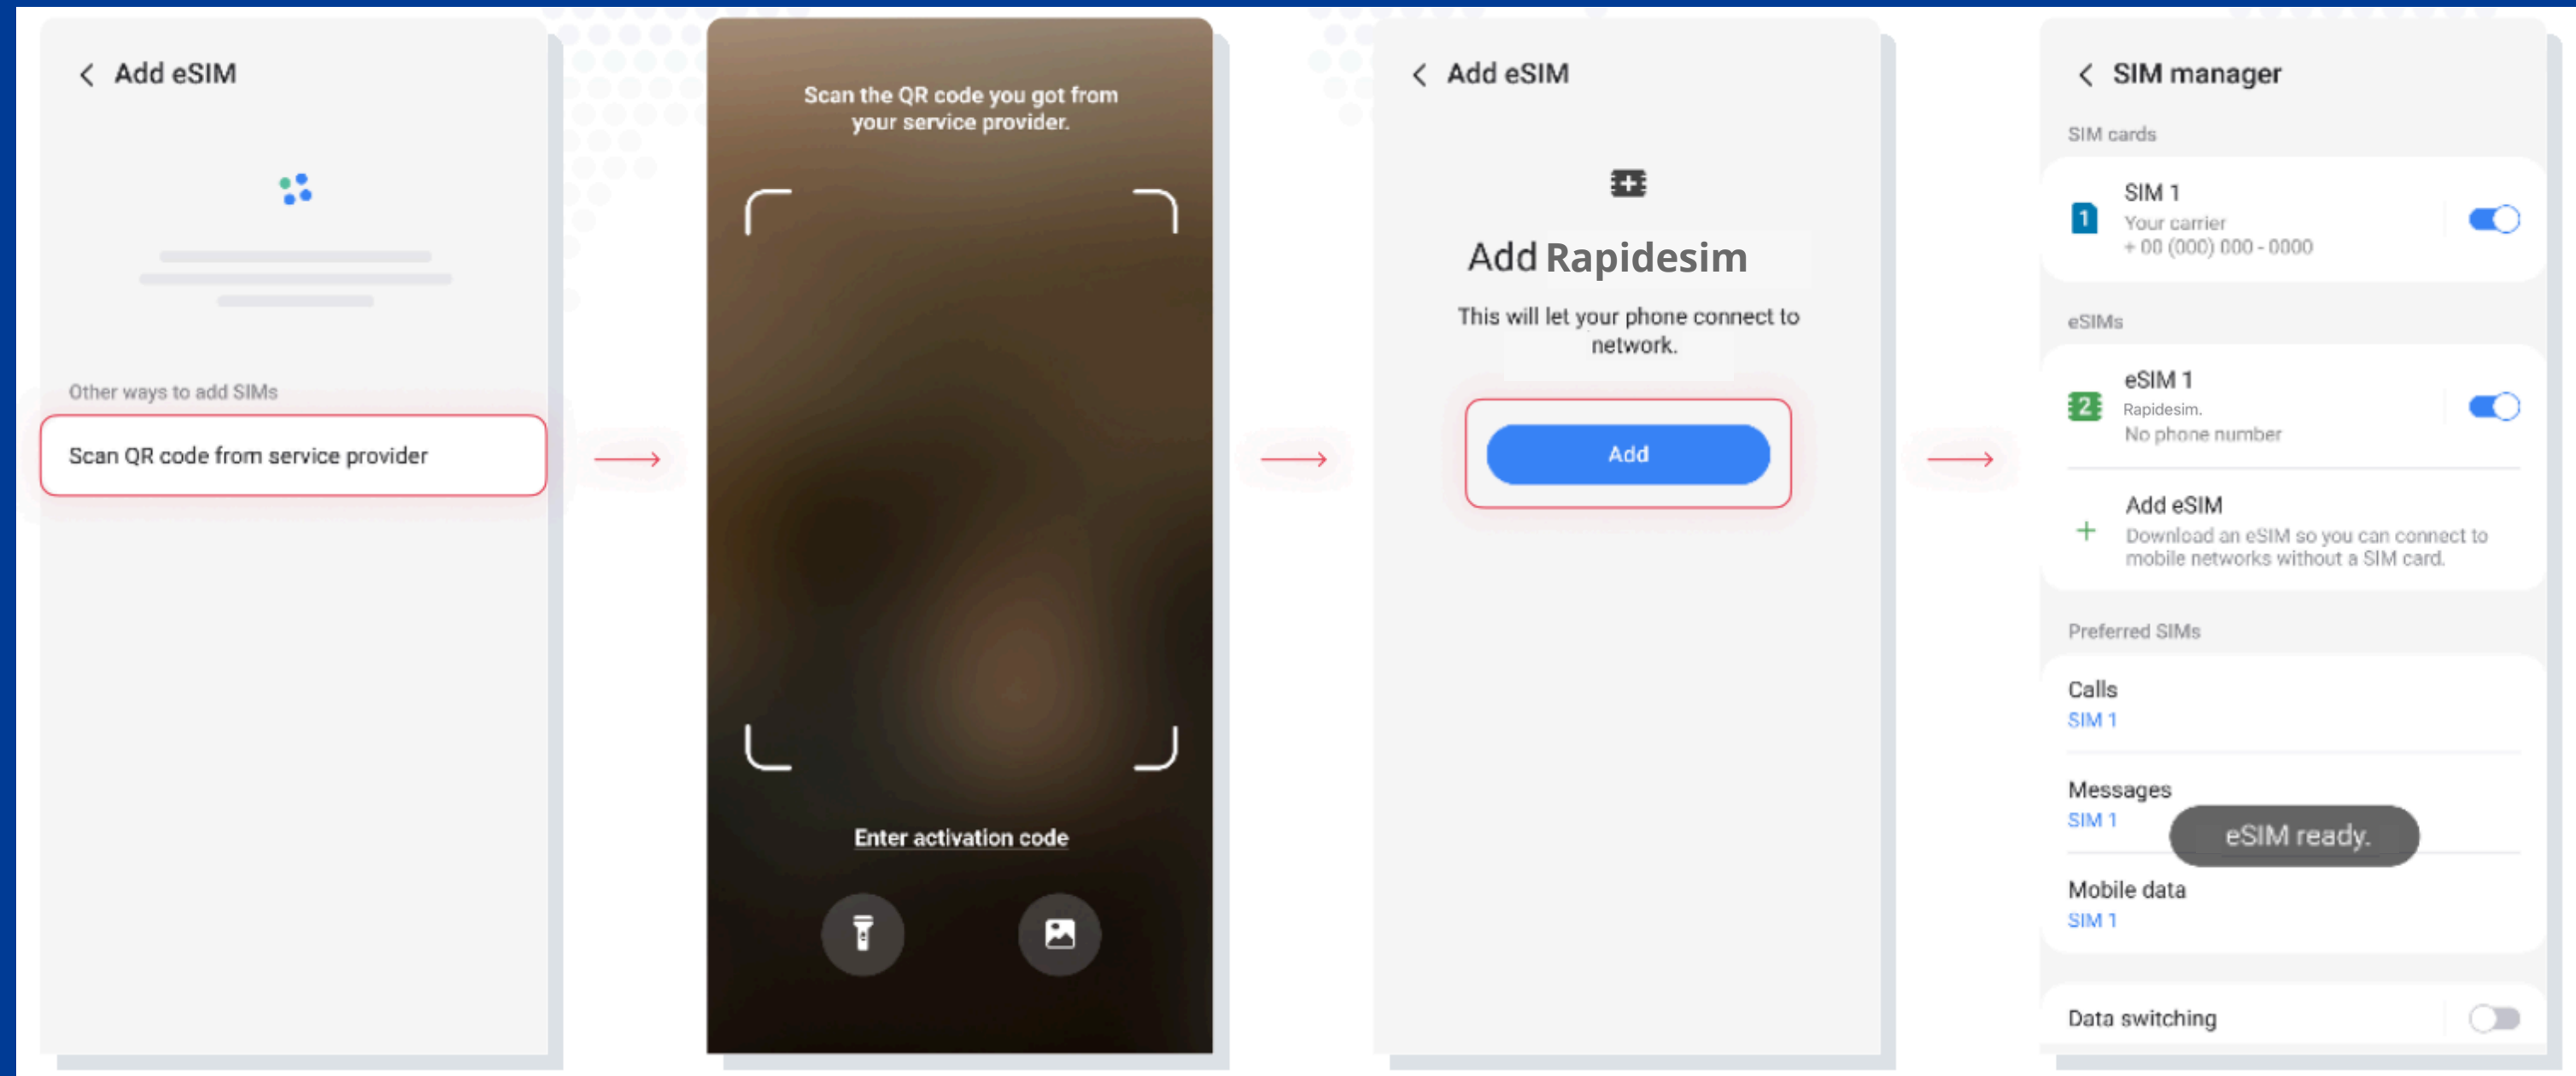 Add eSIM
Other ways to add SIMs
Scan QR code from service provider
Scan the QR code you got from
your service provider.
Enter activation code
Add eSIM
Add Rapidesim
This will let your phone connect to
network.
Add
SIM manager
SIM cards
1
SIM 1
Your carrier
+ 00 (000) 000 - 0000
eSIMs
2
eSIM 1
Rapidesim.
No phone number
Add eSIM
Download an eSIM so you can connect to
mobile networks without a SIM card.
Preferred SIMs
Calls
SIM 1
Messages
SIM 1
eSIM ready.
Mobile data
SIM 1
Data switching